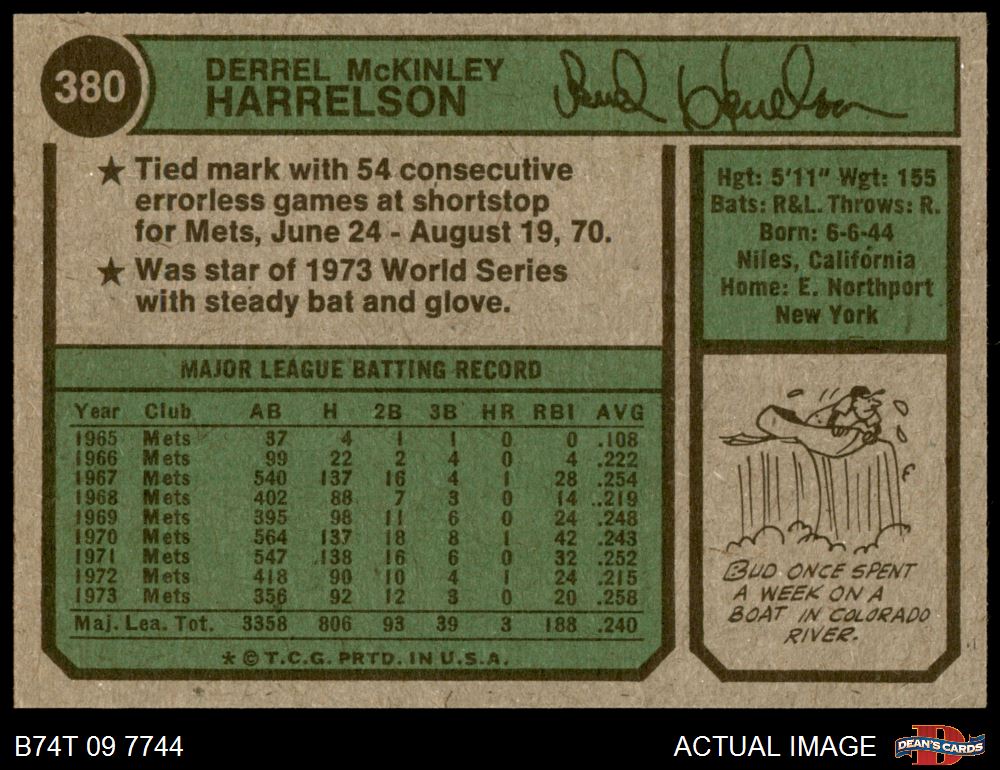 380
DERREL McKINLEY
HARRELSON
Bud Harrelson
★ Tied mark with 54 consecutive
errorless games at shortstop
for Mets, June 24 - August 19, 70.
★ Was star of 1973 World Series
with steady bat and glove.
Hgt: 5'11" Wgt: 155
Bats: R&L. Throws: R.
Born: 6-6-44
Niles, California
Home: E. Northport
New York
MAJOR LEAGUE BATTING RECORD
Year Club AB H 2B 3B HR RBI AVG
1965 Mets 37 4 1 1 0 0 .108
1966 Mets 99 22 2 4 0 4 .222
1967 Mets 540 137 16 4 1 28 .254
1968 Mets 402 88 7 3 0 14 .219
1969 Mets 395 98 11 6 0 24 .248
1970 Mets 564 137 18 8 1 42 .243
1971 Mets 547 138 16 6 0 32 .252
1972 Mets 418 90 10 4 1 24 .215
1973 Mets 356 92 12 3 0 20 .258
Maj. Lea. Tot. 3358 806 93 39 3 188 .240
* © T.C.G. PRTD. IN U.S.A.
BUD ONCE SPENT
A WEEK ON A
BOAT IN COLORADO
RIVER.
B74T 09 7744
ACTUAL IMAGE
D
DEAN'S CARDS